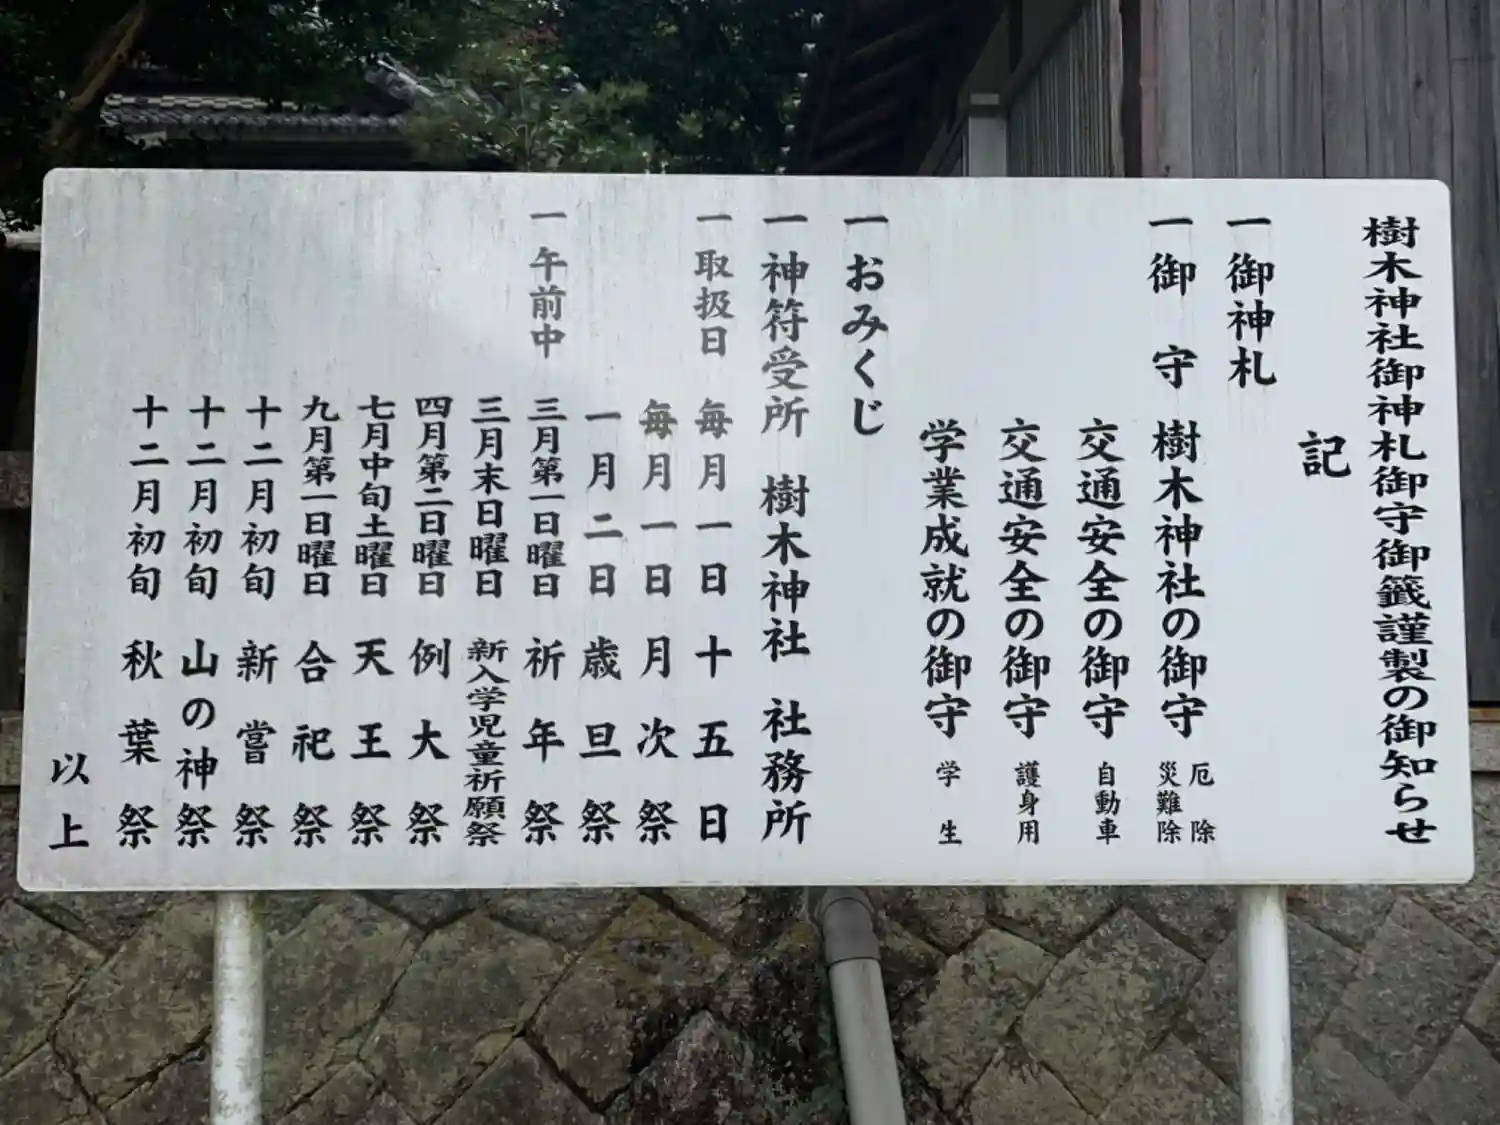 樹木神社御神札御守御籤謹製の御知らせ
記
一御神札
一御 守 樹木神社の御守 厄除 災難除
交通安全の御守 自動車
交通安全の御守 護身用
学業成就の御守 学生
一おみくじ
一神符受所 樹木神社 社務所
一取扱日 毎月一日十五日
毎月一日 月次祭
一月二日 歳旦祭
一午前中 三月第一日曜日 祈年祭
三月末日曜日 新入学児童祈願祭
四月第二日曜日 例大祭
七月中旬土曜日 天王祭
九月第一日曜日 合祀祭
十二月初旬 新嘗祭
十二月初旬 山の神祭
十二月初旬 秋葉祭
以上